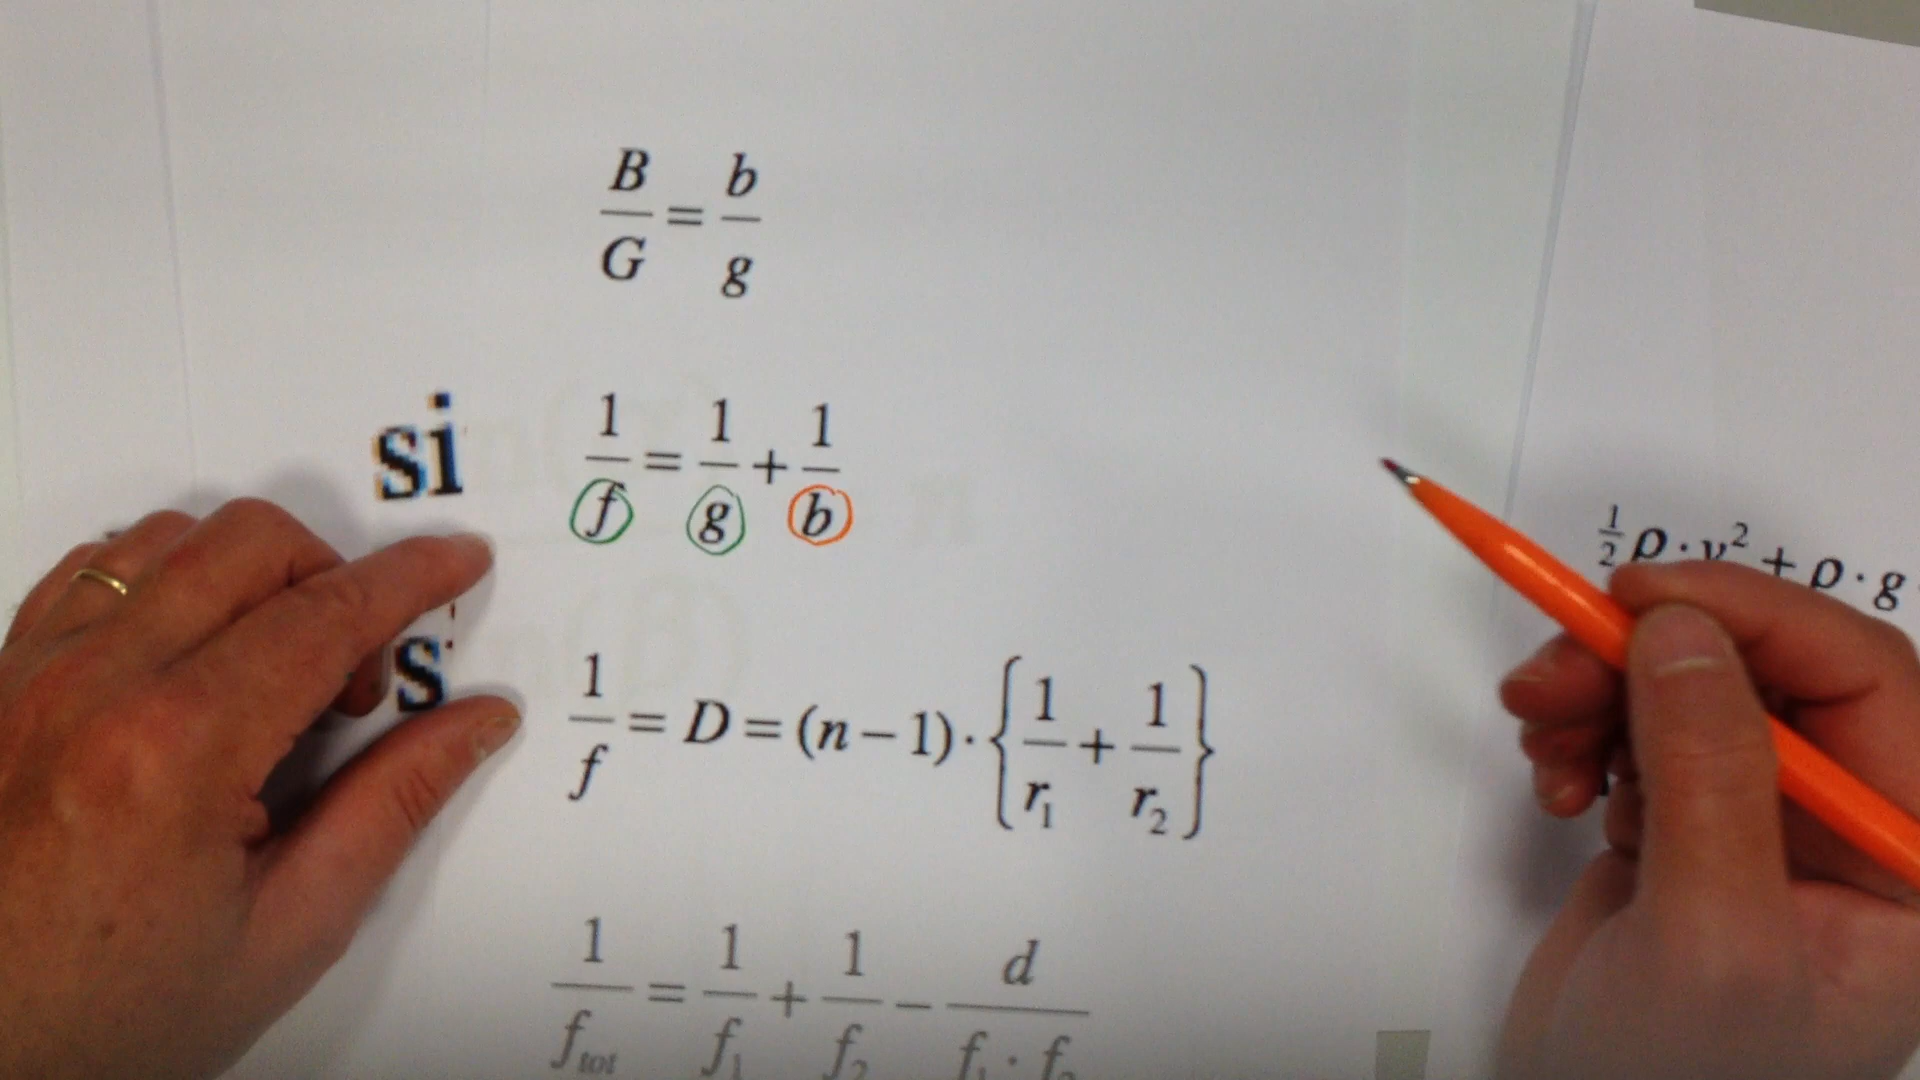 B/G = b/g
si
1/f = 1/g + 1/b
s
1/f = D = (n − 1) · {1/r₁ + 1/r₂}
1/f_tot = 1/f₁ + 1/f₂ − d/(f₁ · f₂)
½ρ · v² + ρ · g